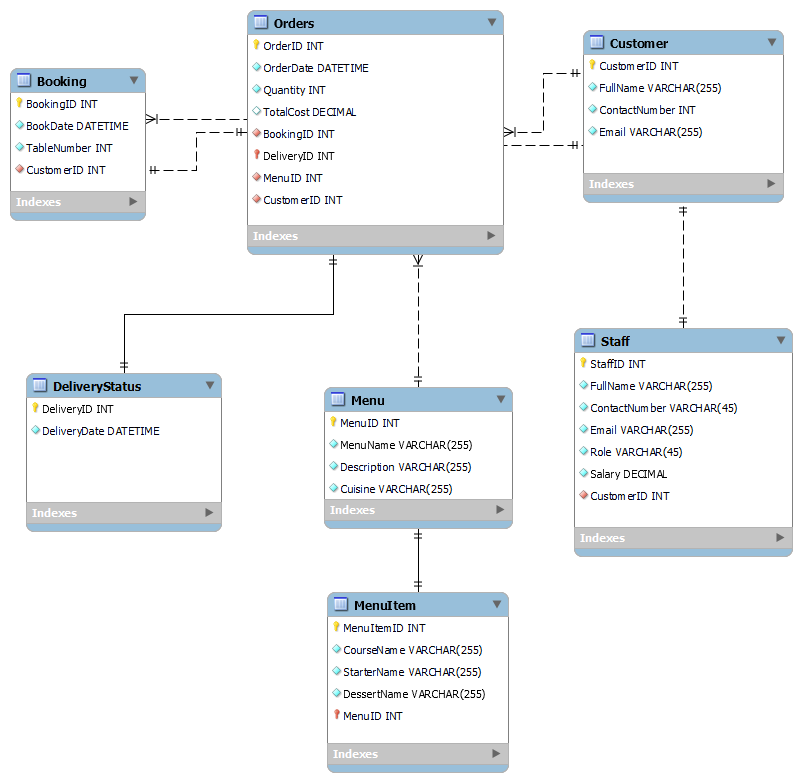 Orders
OrderID INT
OrderDate DATETIME
Quantity INT
TotalCost DECIMAL
BookingID INT
DeliveryID INT
MenuID INT
CustomerID INT
Indexes
Customer
CustomerID INT
FullName VARCHAR(255)
ContactNumber INT
Email VARCHAR(255)
Indexes
Booking
BookingID INT
BookDate DATETIME
TableNumber INT
CustomerID INT
Indexes
DeliveryStatus
DeliveryID INT
DeliveryDate DATETIME
Indexes
Menu
MenuID INT
MenuName VARCHAR(255)
Description VARCHAR(255)
Cuisine VARCHAR(255)
Indexes
Staff
StaffID INT
FullName VARCHAR(255)
ContactNumber VARCHAR(45)
Email VARCHAR(255)
Role VARCHAR(45)
Salary DECIMAL
CustomerID INT
Indexes
MenuItem
MenuItemID INT
CourseName VARCHAR(255)
StarterName VARCHAR(255)
DessertName VARCHAR(255)
MenuID INT
Indexes